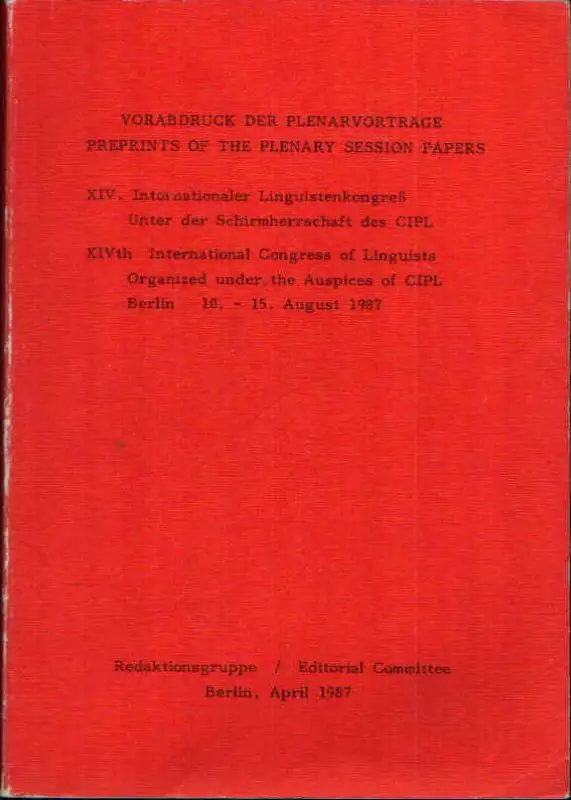 VORABDRUCK DER PLENARVORTRÄGE
PREPRINTS OF THE PLENARY SESSION PAPERS
XIV. Internationaler Linguistenkongreß
Unter der Schirmherrschaft des CIPL
XIVth International Congress of Linguists
Organized under the Auspices of CIPL
Berlin 10. - 15. August 1987
Redaktionsgruppe / Editorial Committee
Berlin, April 1987